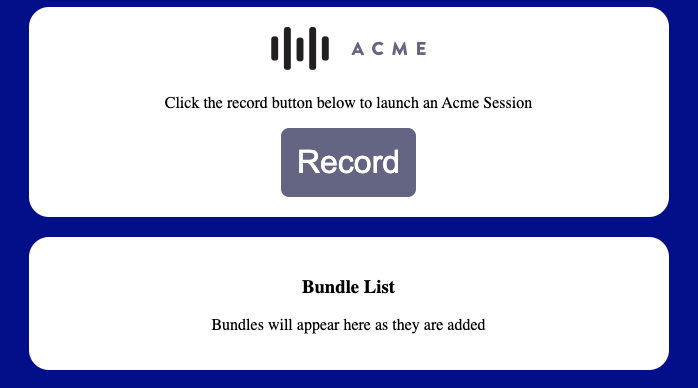 ACME
Click the record button below to launch an Acme Session
Record
Bundle List
Bundles will appear here as they are added